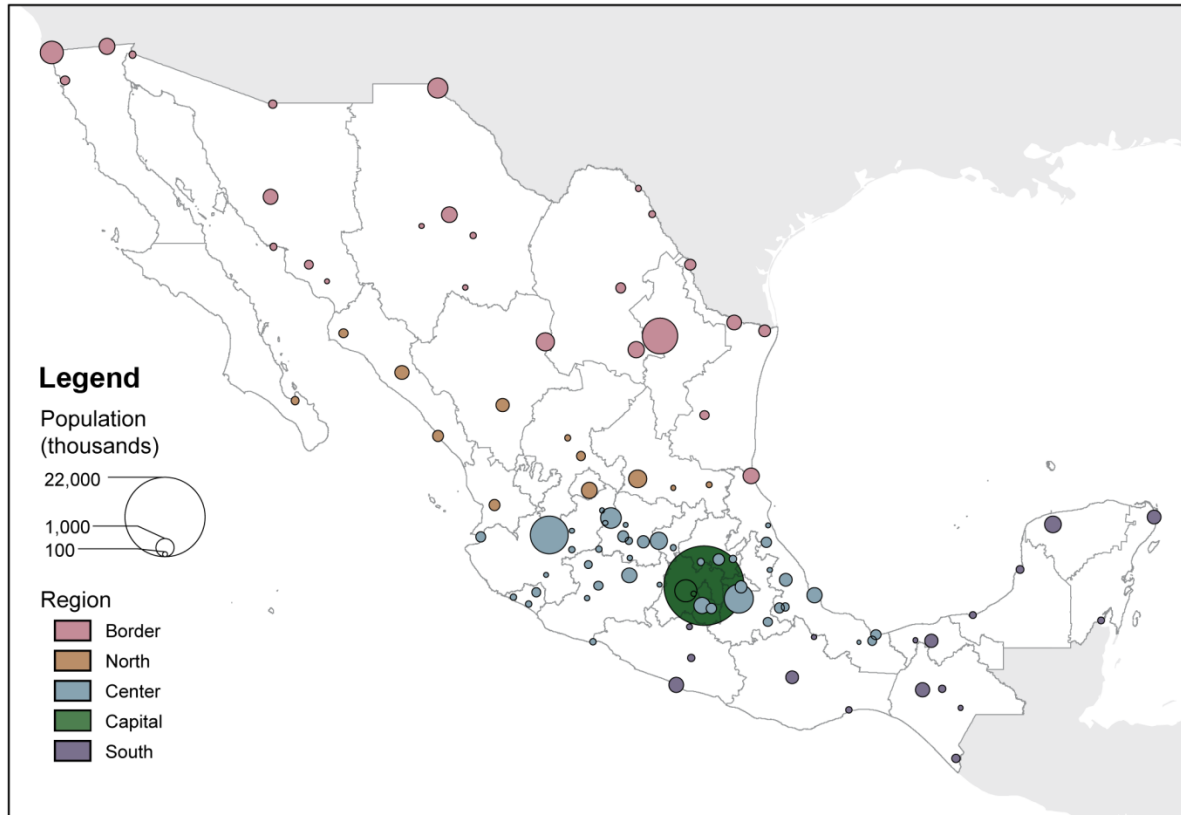 Legend
Population
(thousands)
22,000
1,000
100
Region
Border
North
Center
Capital
South